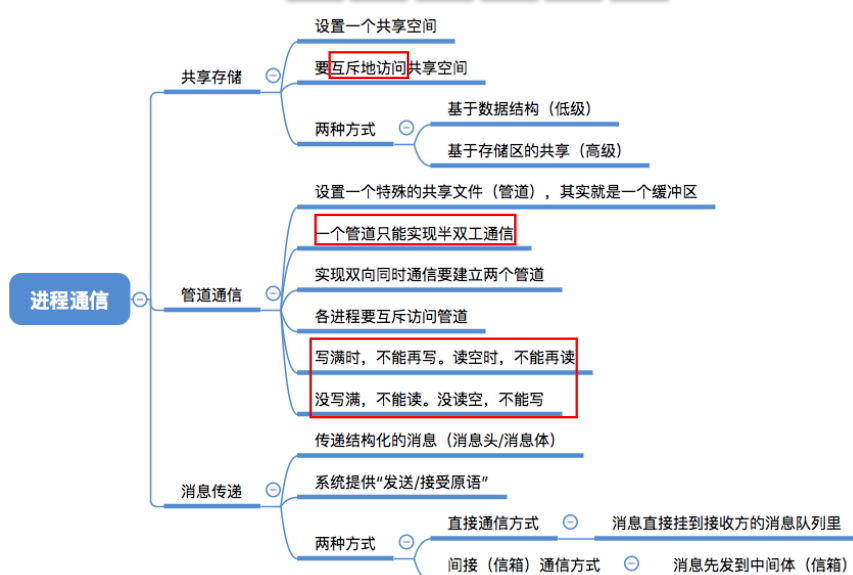 设置一个共享空间
共享存储
要互斥地访问共享空间
基于数据结构（低级）
两种方式
基于存储区的共享（高级）
设置一个特殊的共享文件（管道），其实就是一个缓冲区
一个管道只能实现半双工通信
实现双向同时通信要建立两个管道
进程通信
管道通信
各进程要互斥访问管道
写满时，不能再写。读空时，不能再读
没写满，不能读。没读空，不能写
传递结构化的消息（消息头/消息体）
消息传递
系统提供“发送/接受原语”
直接通信方式
消息直接挂到接收方的消息队列里
两种方式
间接（信箱）通信方式
消息先发到中间体（信箱）